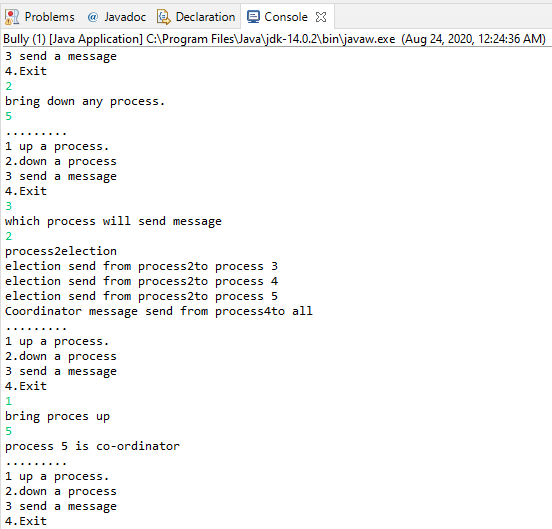 Problems @ Javadoc Declaration Console
Bully (1) [Java Application] C:\Program Files\Java\jdk-14.0.2\bin\javaw.exe (Aug 24, 2020, 12:24:36 AM)
3 send a message
4.Exit
2
bring down any process.
5
.........
1 up a process.
2.down a process
3 send a message
4.Exit
3
which process will send message
2
process2election
election send from process2to process 3
election send from process2to process 4
election send from process2to process 5
Coordinator message send from process4to all
.........
1 up a process.
2.down a process
3 send a message
4.Exit
1
bring proces up
5
process 5 is co-ordinator
.........
1 up a process.
2.down a process
3 send a message
4.Exit